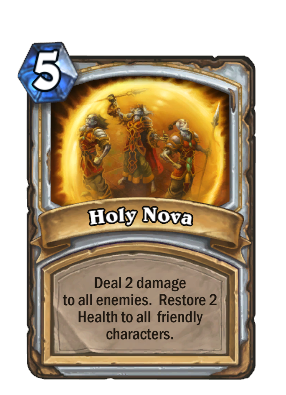 5
Holy Nova
Deal 2 damage
to all enemies. Restore 2
Health to all friendly
characters.